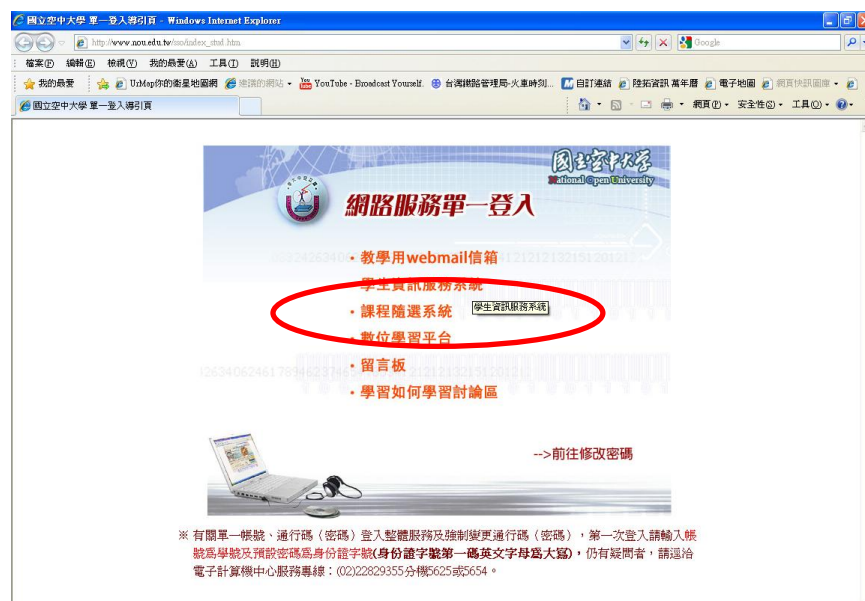 國立空中大學 單一登入導引頁 - Windows Internet Explorer
http://www.nou.edu.tw/sso/index_stud.htm
Google
檔案(F) 編輯(E) 檢視(V) 我的最愛(A) 工具(T) 說明(H)
我的最愛 UrMap你的衛星地圖網 建議的網站 YouTube - Broadcast Yourself. 台灣鐵路管理局-火車時刻... 自訂連結 陸拓資訊 萬年曆 電子地圖 網頁快訊圖庫
國立空中大學 單一登入導引頁
網頁(P) 安全性(S) 工具(O)
國立空中大學
National Open University
網路服務單一登入
・教學用webmail信箱
・學生資訊服務系統
・課程隨選系統
學生資訊服務系統
・數位學習平台
・留言板
・學習如何學習討論區
-->前往修改密碼
※ 有關單一帳號、通行碼（密碼）登入整體服務及強制變更通行碼（密碼），第一次登入請輸入帳
號為學號及預設密碼為身份證字號(身份證字號第一碼英文字母為大寫)，仍有疑問者，請逕洽
電子計算機中心服務專線：(02)22829355分機5625或5654。